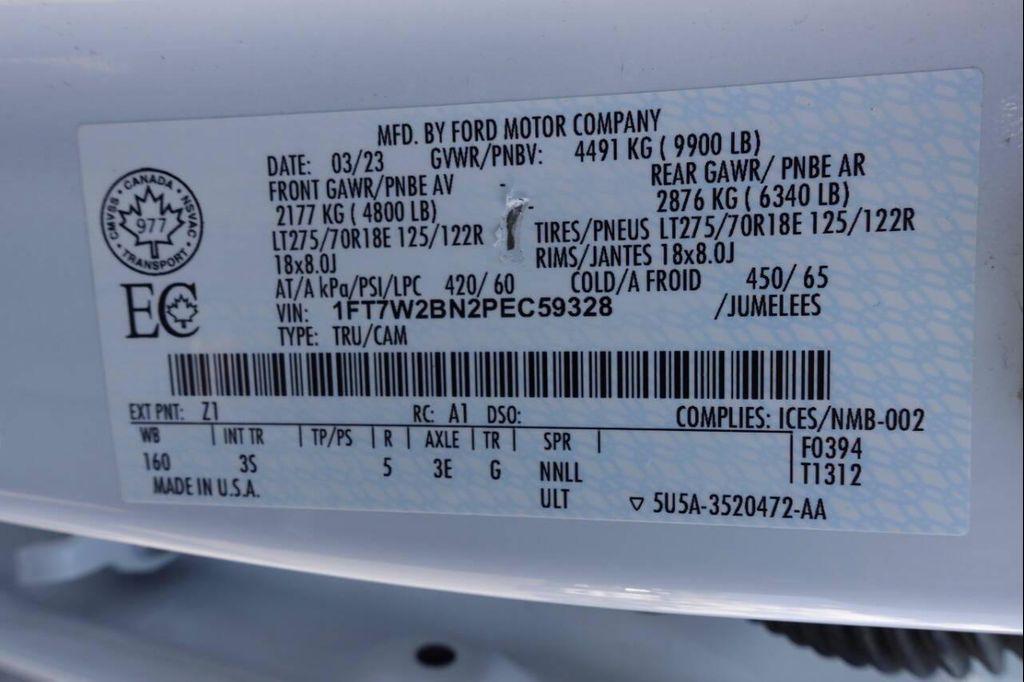 MFD. BY FORD MOTOR COMPANY
DATE: 03/23 GVWR/PNBV: 4491 KG ( 9900 LB)
FRONT GAWR/PNBE AV REAR GAWR/ PNBE AR
2177 KG ( 4800 LB) 2876 KG ( 6340 LB)
LT275/70R18E 125/122R TIRES/PNEUS LT275/70R18E 125/122R
18x8.0J RIMS/JANTES 18x8.0J
AT/A kPa/PSI/LPC 420/ 60 COLD/A FROID 450/ 65
VIN: 1FT7W2BN2PEC59328 /JUMELEES
TYPE: TRU/CAM
CANADA
CMVSS 977 NSVAC
TRANSPORT
EC
EXT PNT: Z1 RC: A1 DSO: COMPLIES: ICES/NMB-002
WB | INT TR | TP/PS | R | AXLE | TR | SPR | F0394
160 3S 5 3E G NNLL T1312
MADE IN U.S.A. ULT ▽ 5U5A-3520472-AA